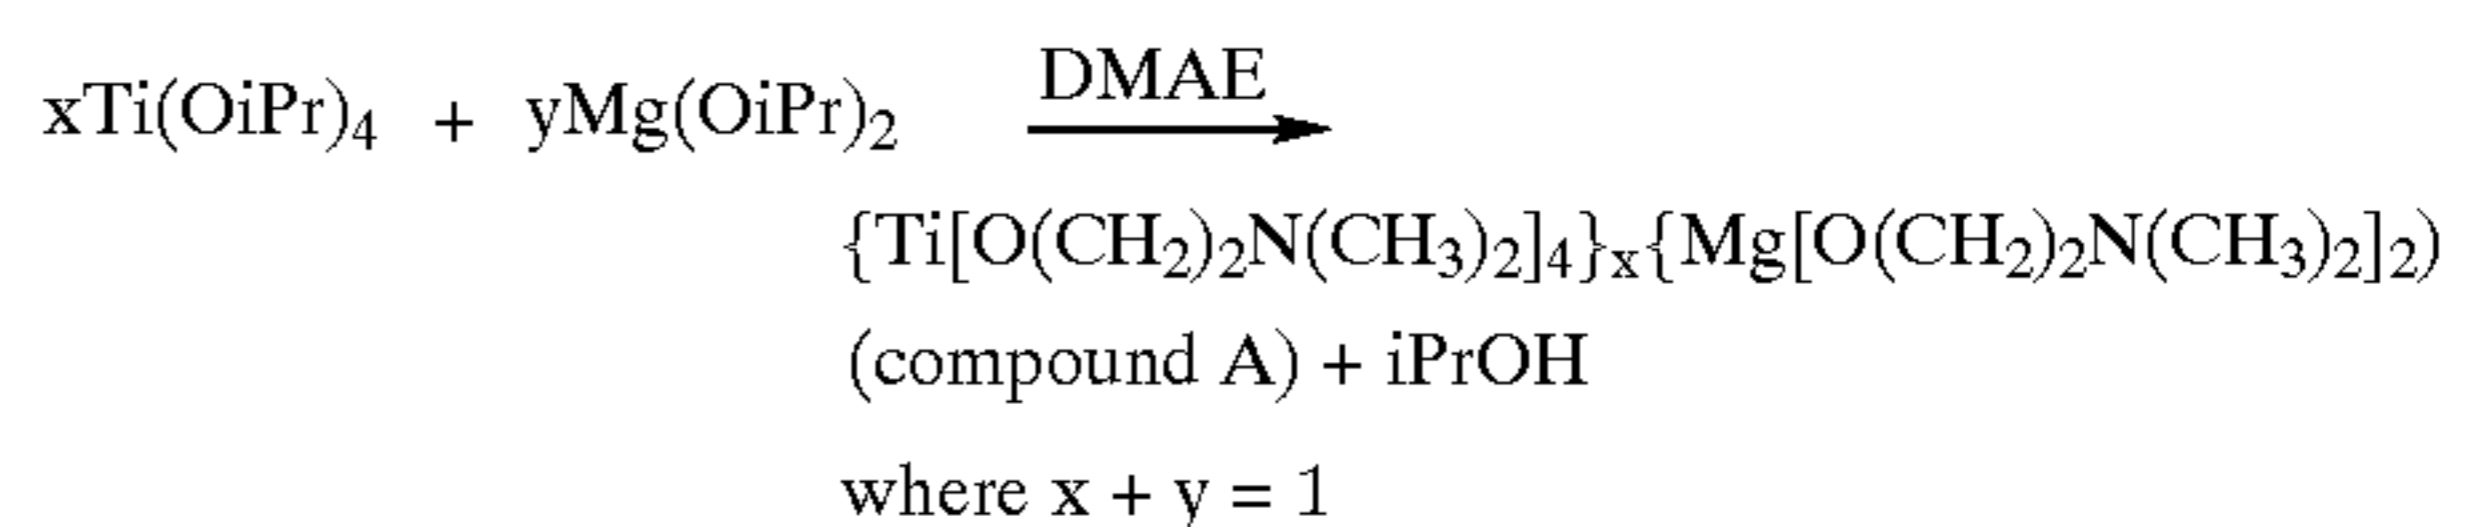 DMAE
xTi(OiPr)₄ + yMg(OiPr)₂
{Ti[O(CH₂)₂N(CH₃)₂]₄}ₓ{Mg[O(CH₂)₂N(CH₃)₂]₂)
(compound A) + iPrOH
where x + y = 1